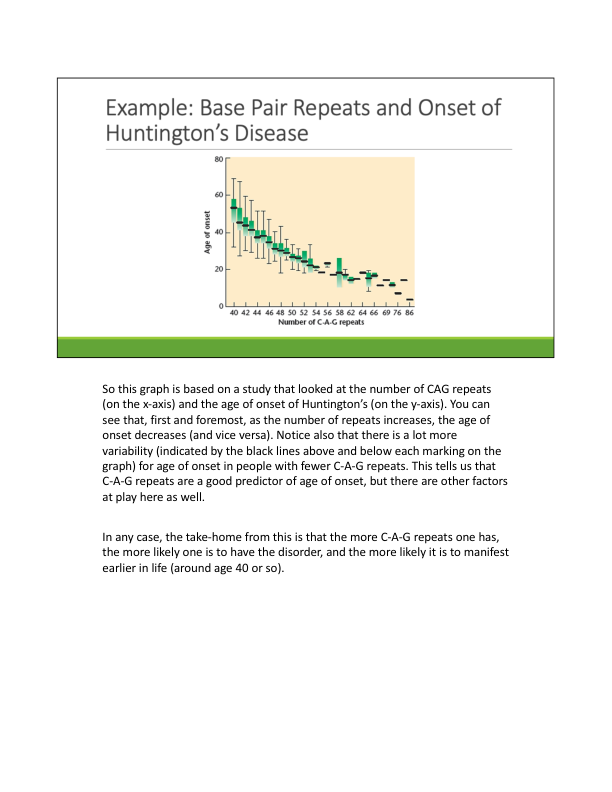 Example: Base Pair Repeats and Onset of
Huntington's Disease
80
60
40
20
0
Age of onset
40 42 44 46 48 50 52 54 56 58 62 64 66 69 76 86
Number of C-A-G repeats
So this graph is based on a study that looked at the number of CAG repeats
(on the x-axis) and the age of onset of Huntington's (on the y-axis). You can
see that, first and foremost, as the number of repeats increases, the age of
onset decreases (and vice versa). Notice also that there is a lot more
variability (indicated by the black lines above and below each marking on the
graph) for age of onset in people with fewer C-A-G repeats. This tells us that
C-A-G repeats are a good predictor of age of onset, but there are other factors
at play here as well.
In any case, the take-home from this is that the more C-A-G repeats one has,
the more likely one is to have the disorder, and the more likely it is to manifest
earlier in life (around age 40 or so).